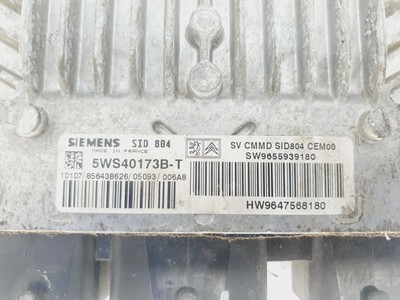 SIEMENS SID 804
MADE IN FRANCE
5WS40173B-T
10107/856438626/05093/006A8
SV CMMD SID804 CEM00
SW9655939180
HW9647568180